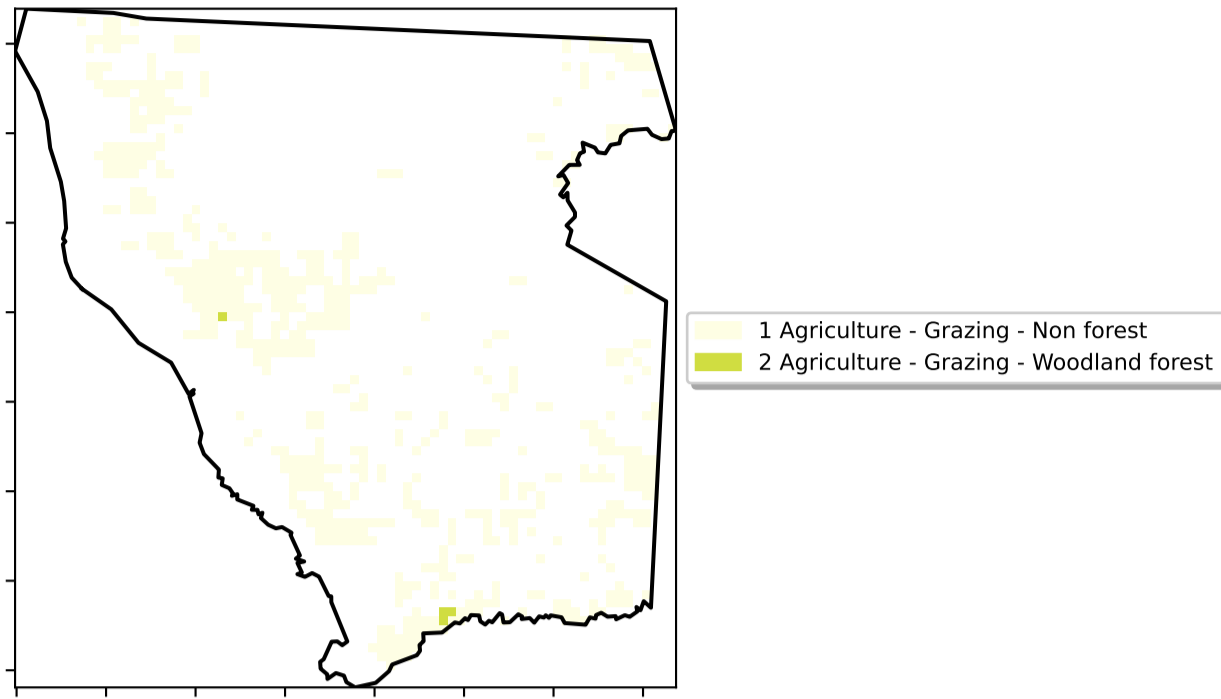 1 Agriculture - Grazing - Non forest
2 Agriculture - Grazing - Woodland forest